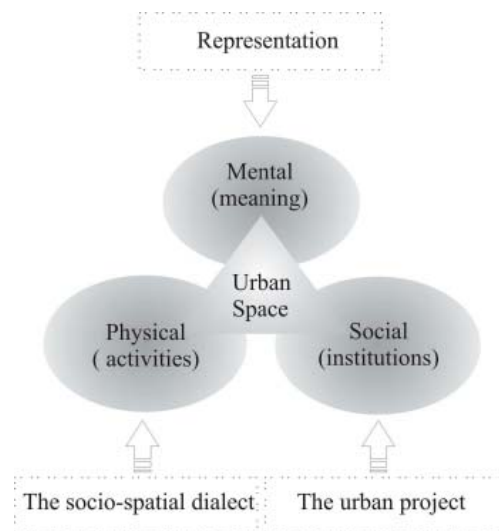 Representation
Mental
(meaning)
Urban
Space
Physical
( activities)
Social
(institutions)
The socio-spatial dialect
The urban project